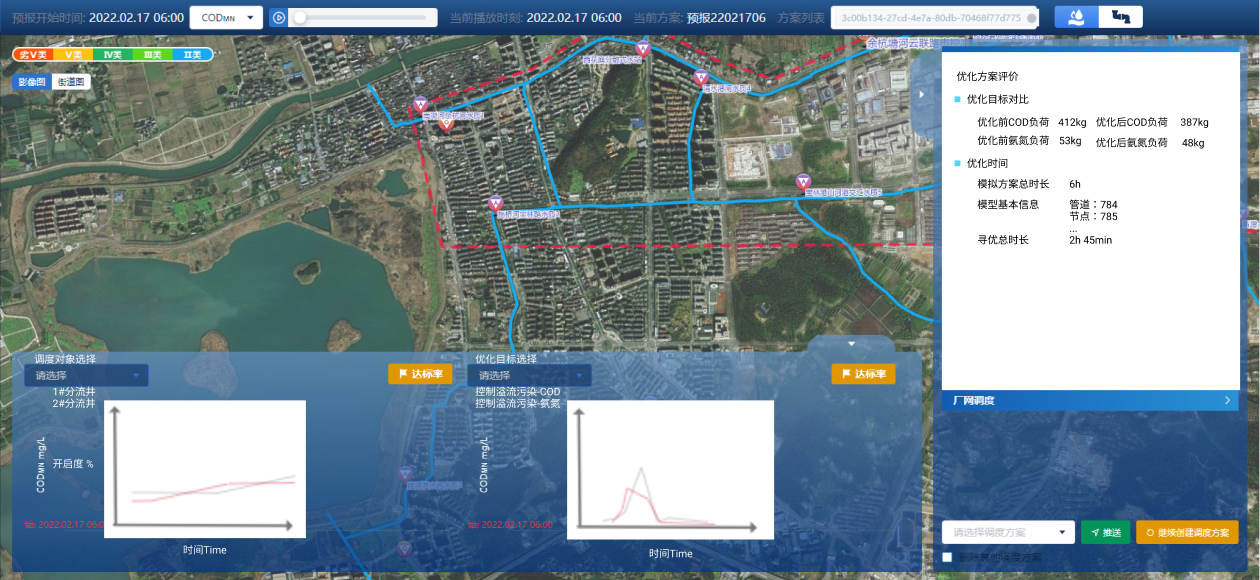 预报开始时间: 2022.02.17 06:00 CODMN 当前播放时刻: 2022.02.17 06:00 当前方案: 预报22021706 方案列表 3c00b134-27cd-4e7a-80db-70468f77d775
劣Ⅴ类 Ⅴ类 Ⅳ类 Ⅲ类 Ⅱ类
影像图 街道图
优化方案评价
优化目标对比
优化前COD负荷 412kg 优化后COD负荷 387kg
优化前氨氮负荷 53kg 优化后氨氮负荷 48kg
优化时间
模拟方案总时长 6h
模型基本信息 管道：784
节点：785
...
寻优总时长 2h 45min
厂网调度
请选择调度方案 推送 继续创建调度方案
删除其他调度方案
调度对象选择
请选择
达标率
1#分流井
2#分流井
CODMN mg/L
开启度 %
2022.02.17 06:00
时间Time
优化目标选择
请选择
达标率
控制溢流污染-COD
控制溢流污染-氨氮
CODMN mg/L
2022.02.17 06:00
时间Time